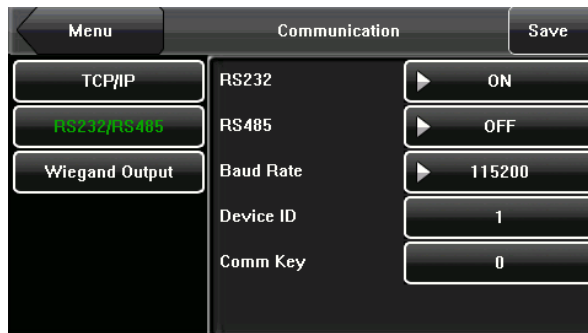 Menu Communication Save
TCP/IP RS232 ON
RS232/RS485 RS485 OFF
Wiegand Output Baud Rate 115200
Device ID 1
Comm Key 0